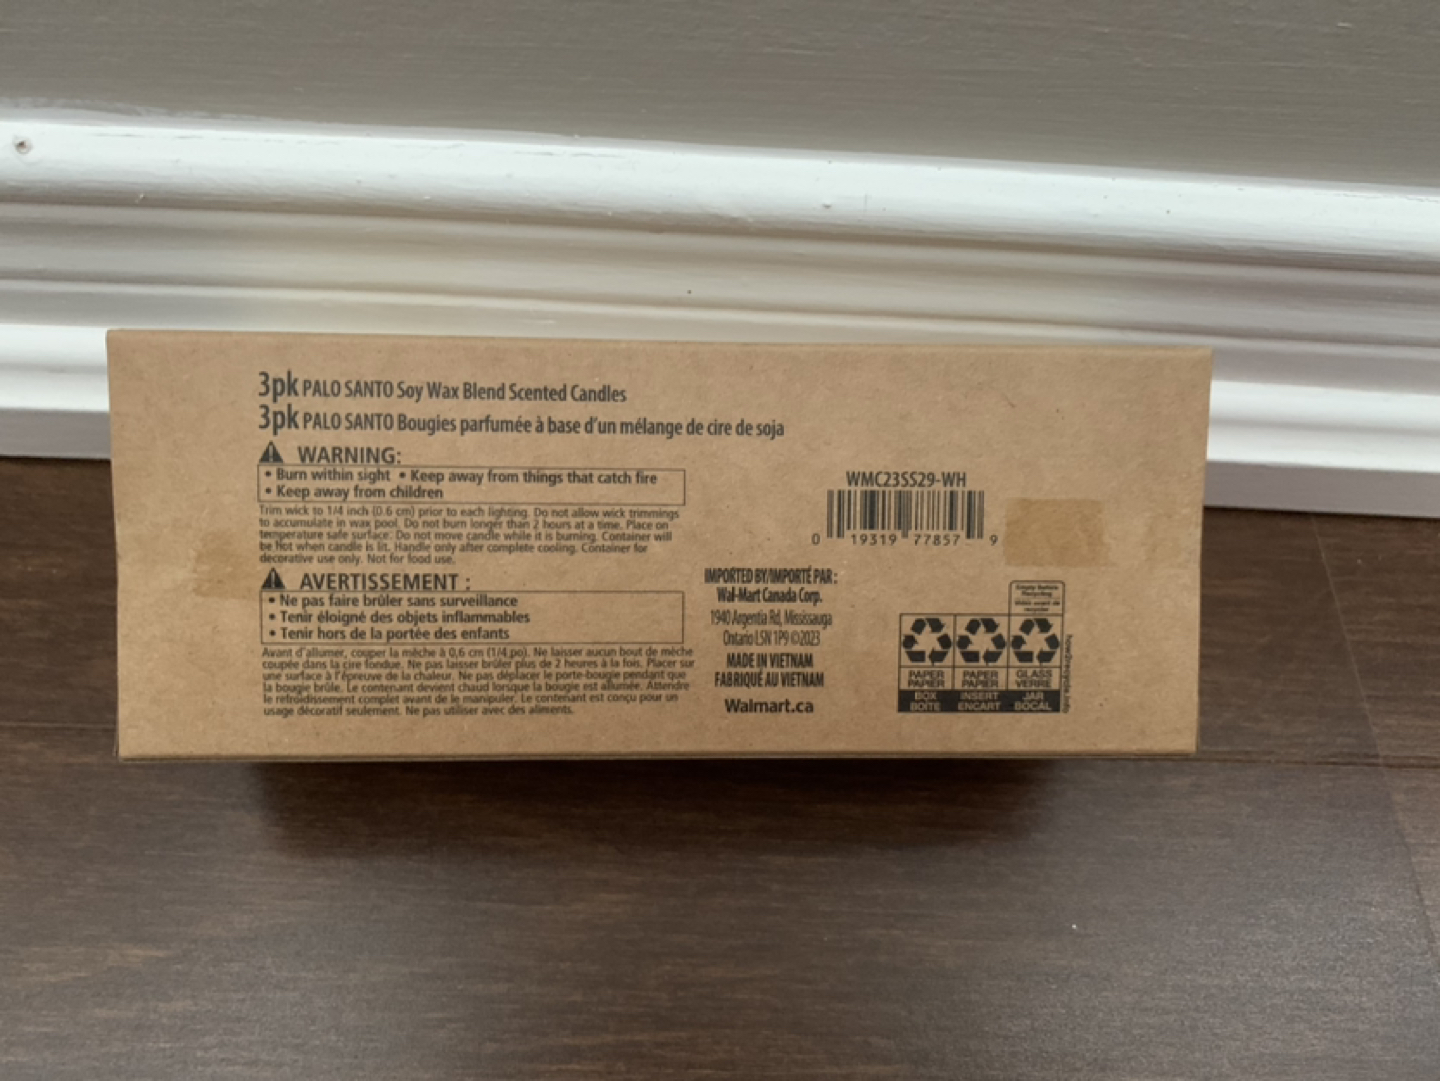 3pk PALO SANTO Soy Wax Blend Scented Candles
3pk PALO SANTO Bougies parfumée à base d'un mélange de cire de soja
WARNING:
• Burn within sight • Keep away from things that catch fire
• Keep away from children
Trim wick to 1/4 inch (0.6 cm) prior to each lighting. Do not allow wick trimmings
to accumulate in wax pool. Do not burn longer than 2 hours at a time. Place on
temperature safe surface. Do not move candle while it is burning. Container will
be hot when candle is lit. Handle only after complete cooling. Container for
decorative use only. Not for food use.
AVERTISSEMENT :
• Ne pas faire brûler sans surveillance
• Tenir éloigné des objets inflammables
• Tenir hors de la portée des enfants
Avant d'allumer, couper la mèche à 0,6 cm (1/4 po). Ne laisser aucun bout de mèche
coupée dans la cire fondue. Ne pas laisser brûler plus de 2 heures à la fois. Placer sur
une surface à l'épreuve de la chaleur. Ne pas déplacer le porte-bougie pendant que
la bougie brûle. Le contenant devient chaud lorsque la bougie est allumée. Attendre
le refroidissement complet avant de le manipuler. Le contenant est conçu pour un
usage décoratif seulement. Ne pas utiliser avec des aliments.
IMPORTED BY/IMPORTÉ PAR :
Wal-Mart Canada Corp.
1940 Argentia Rd, Mississauga
Ontario L5N 1P9 ©2023
MADE IN VIETNAM
FABRIQUÉ AU VIETNAM
Walmart.ca
WMC23SS29-WH
0 19319 77857 9
Empty before
Recycling
how2recycle.info
PAPER PAPER GLASS
PAPIER PAPIER VERRE
BOX INSERT JAR
BOÎTE ENCART BOCAL